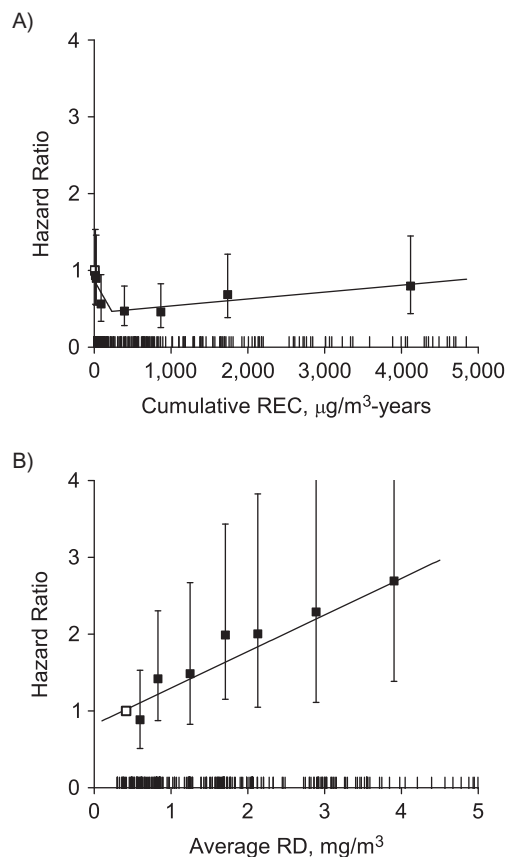 A)
4
3
2
1
0
Hazard Ratio
0 1,000 2,000 3,000 4,000 5,000
Cumulative REC, μg/m³-years
B)
4
3
2
1
0
Hazard Ratio
0 1 2 3 4 5
Average RD, mg/m³